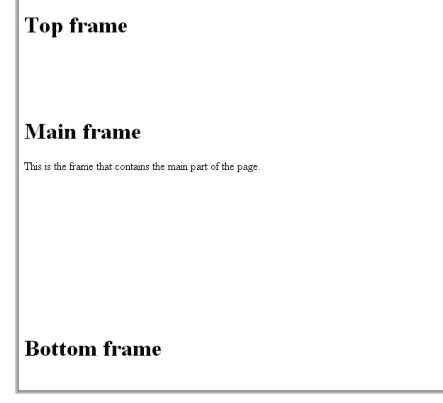 Top frame
Main frame
This is the frame that contains the main part of the page.
Bottom frame